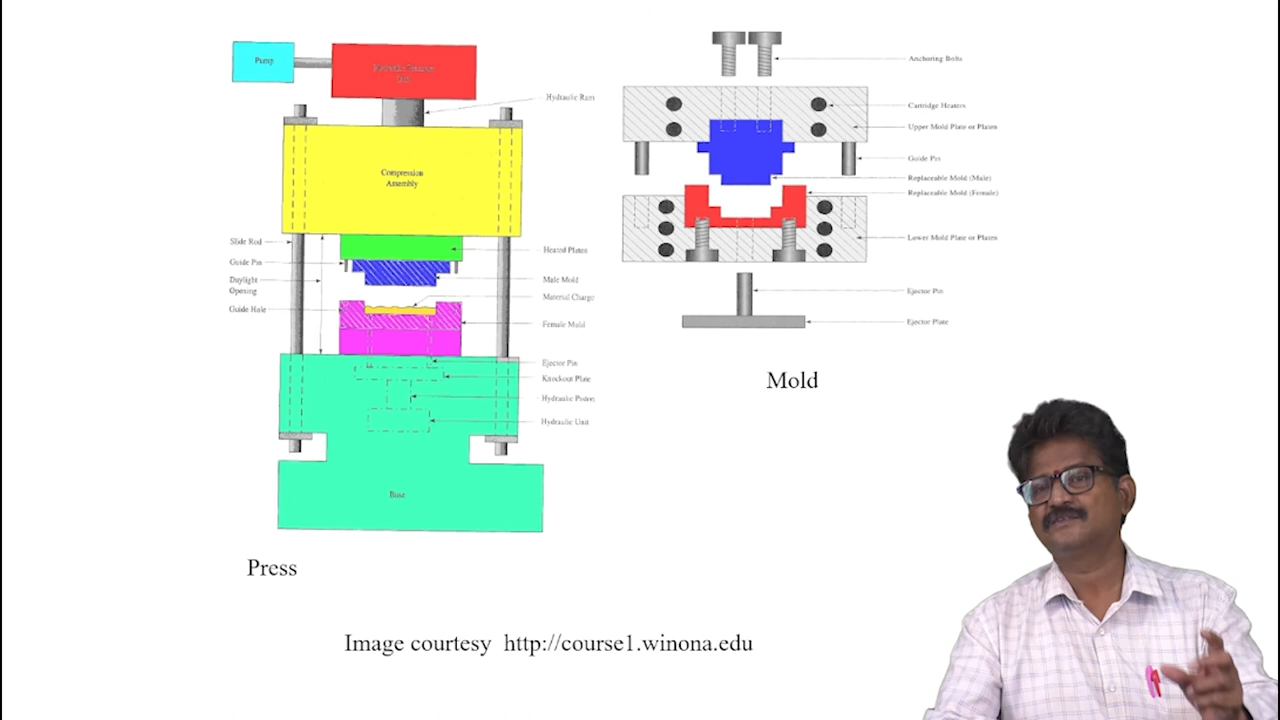 Pump
Hydraulic Ram
Compression
Assembly
Slide Rod
Guide Pin
Daylight
Opening
Guide Hole
Heated Platen
Male Mold
Material Charge
Female Mold
Ejector Pin
Knockout Plate
Hydraulic Piston
Hydraulic Unit
Base
Press
Anchoring Bolts
Cartridge Heaters
Upper Mold Plate or Platen
Guide Pin
Replaceable Mold (Male)
Replaceable Mold (Female)
Lower Mold Plate or Platen
Ejector Pin
Ejector Plate
Mold
Image courtesy http://course1.winona.edu